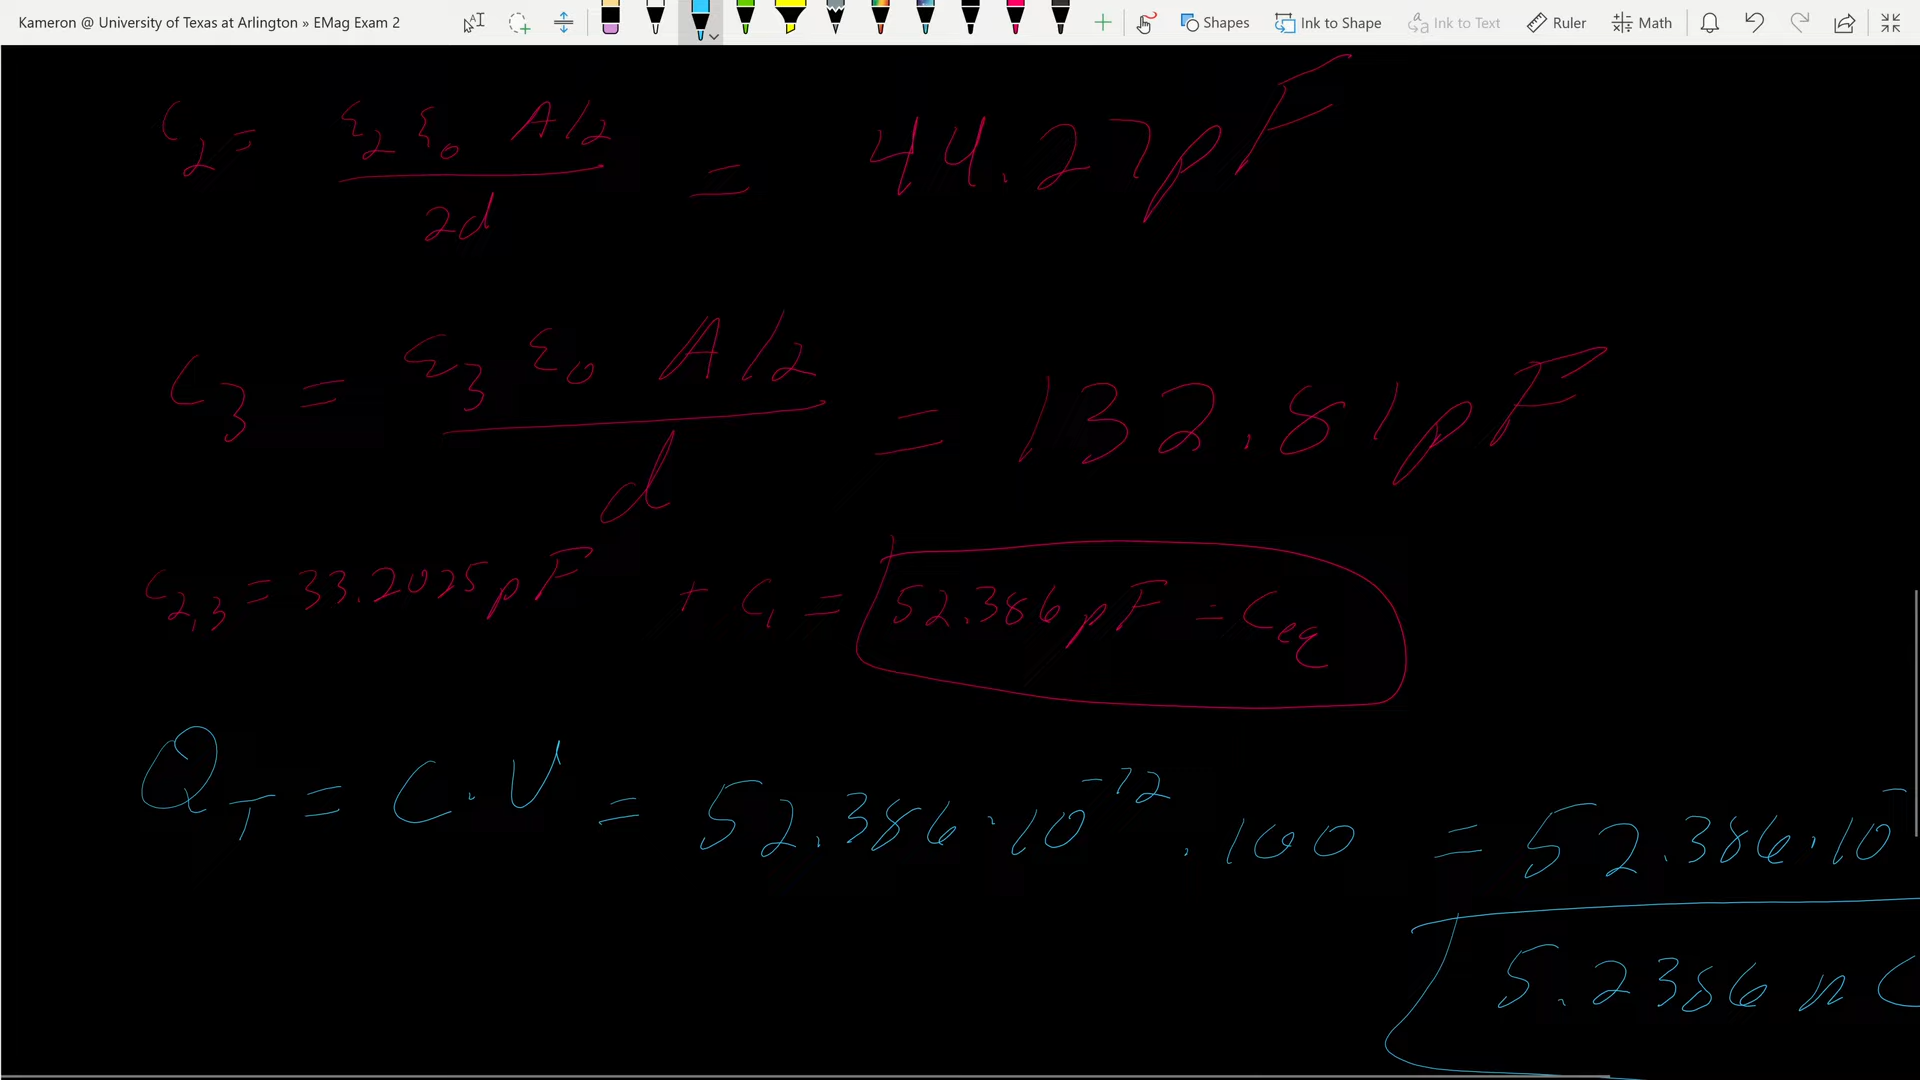 Kameron @ University of Texas at Arlington » EMag Exam 2
Shapes
Ink to Shape
Ink to Text
Ruler
Math
C₂ = ε₂ ε₀ A/2 / 2d = 44.27pF
C₃ = ε₃ ε₀ A/2 / d = 132.81pF
C₂,₃ = 33.2025pF + C₁ = 52.386pF = Ceq
Q_T = C·V = 52.386·10⁻¹² · 100 = 52.386·10⁻
5.2386 nC